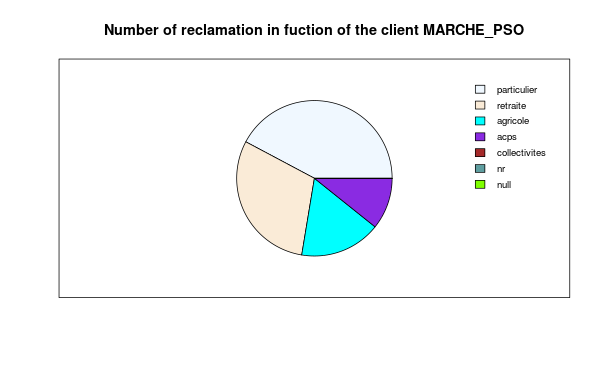 Number of reclamation in fuction of the client MARCHE_PSO
particulier
retraite
agricole
acps
collectivites
nr
null